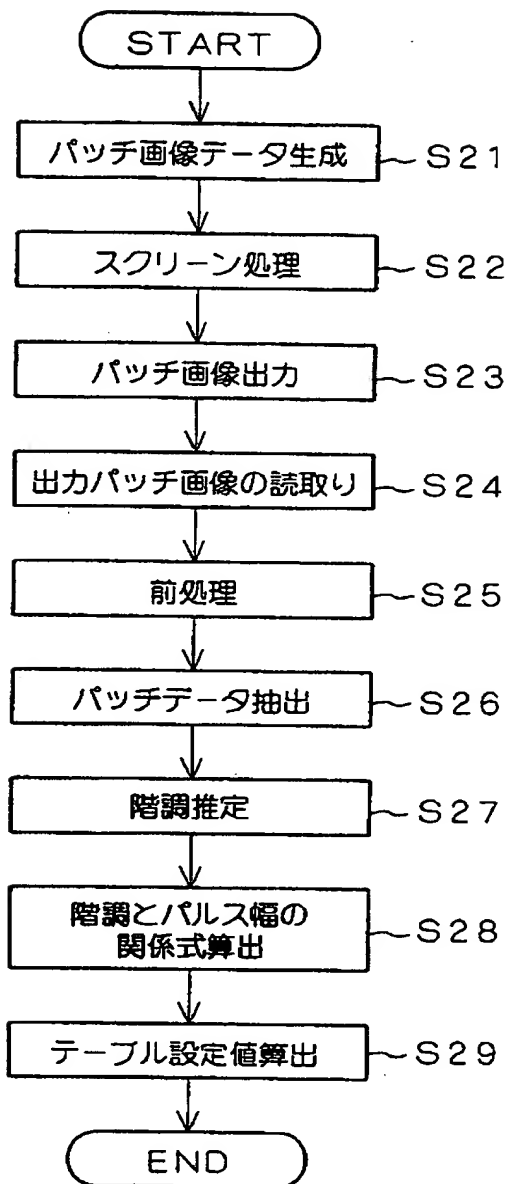 START
パッチ画像データ生成 S21
スクリーン処理 S22
パッチ画像出力 S23
出力パッチ画像の読取り S24
前処理 S25
パッチデータ抽出 S26
階調推定 S27
階調とパルス幅の
関係式算出 S28
テーブル設定値算出 S29
END